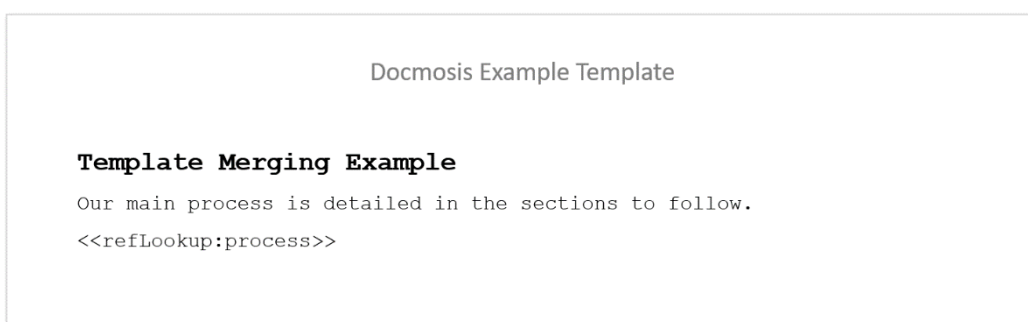 Docmosis Example Template
Template Merging Example
Our main process is detailed in the sections to follow.
<<refLookup:process>>